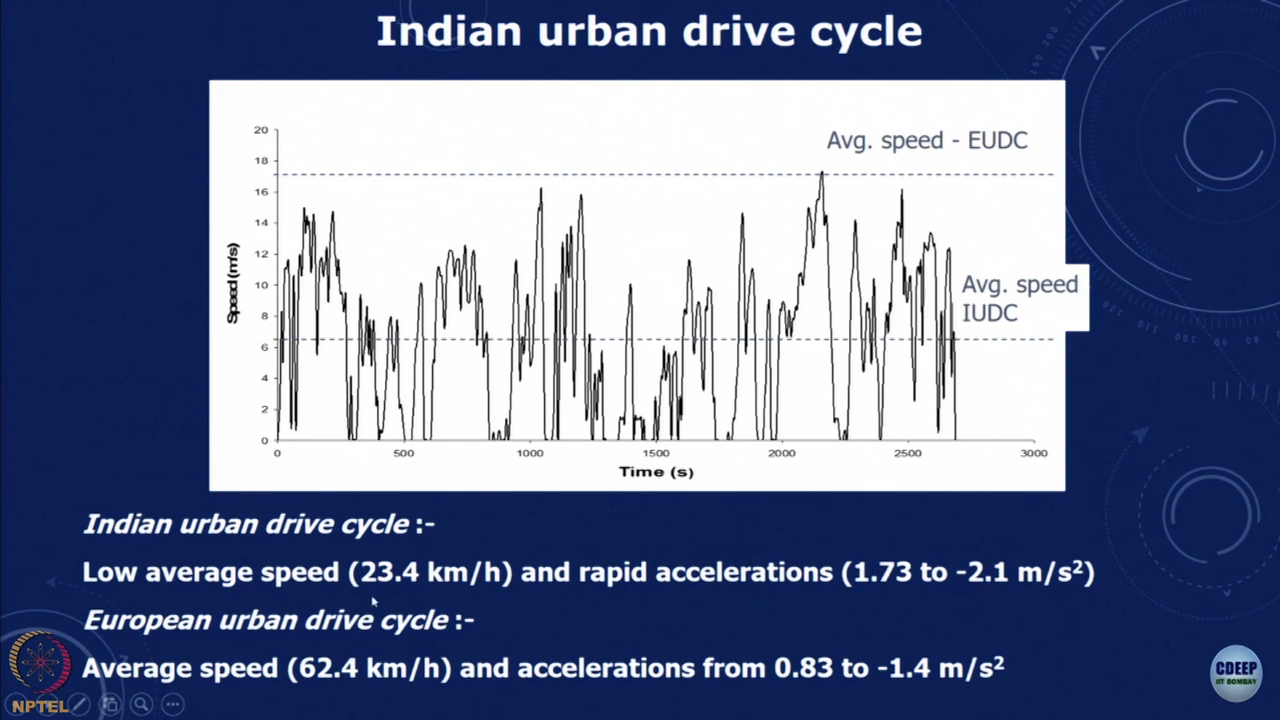 Indian urban drive cycle
Avg. speed - EUDC
Avg. speed
IUDC
Speed (m/s)
20
18
16
14
12
10
8
6
4
2
0
0 500 1000 1500 2000 2500 3000
Time (s)
Indian urban drive cycle :-
Low average speed (23.4 km/h) and rapid accelerations (1.73 to -2.1 m/s²)
European urban drive cycle :-
Average speed (62.4 km/h) and accelerations from 0.83 to -1.4 m/s²
NPTEL
CDEEP
IIT BOMBAY